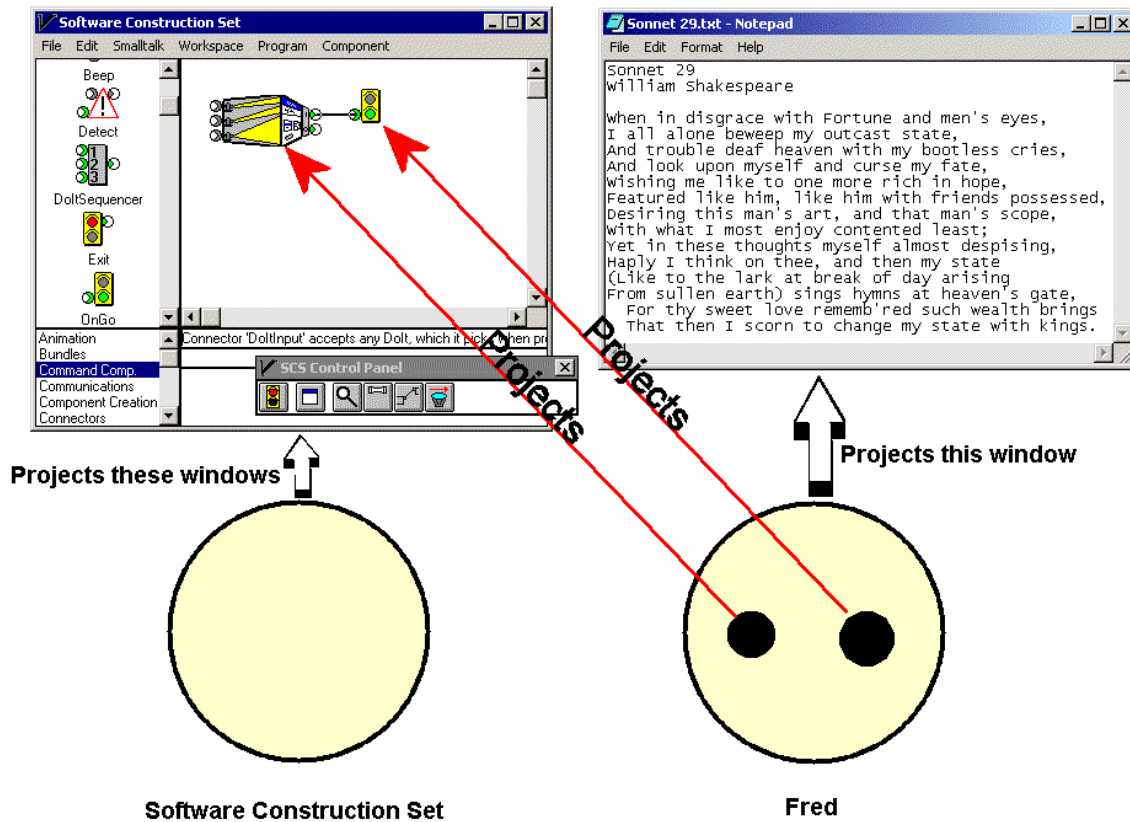 Software Construction Set
File Edit Smalltalk Workspace Program Component
Beep
Detect
1
2
3
DoItSequencer
Exit
OnGo
Animation
Bundles
Command Comp.
Communications
Component Creation
Connectors
Connector 'DoItInput' accepts any DoIt, which it picks when pr
SCS Control Panel
Sonnet 29.txt - Notepad
File Edit Format Help
Sonnet 29
William Shakespeare
When in disgrace with Fortune and men's eyes,
I all alone beweep my outcast state,
And trouble deaf heaven with my bootless cries,
And look upon myself and curse my fate,
Wishing me like to one more rich in hope,
Featured like him, like him with friends possessed,
Desiring this man's art, and that man's scope,
With what I most enjoy contented least;
Yet in these thoughts myself almost despising,
Haply I think on thee, and then my state
(Like to the lark at break of day arising
From sullen earth) sings hymns at heaven's gate,
For thy sweet love rememb'red such wealth brings
That then I scorn to change my state with kings.
Projects
Projects
Projects these windows
Projects this window
Software Construction Set
Fred